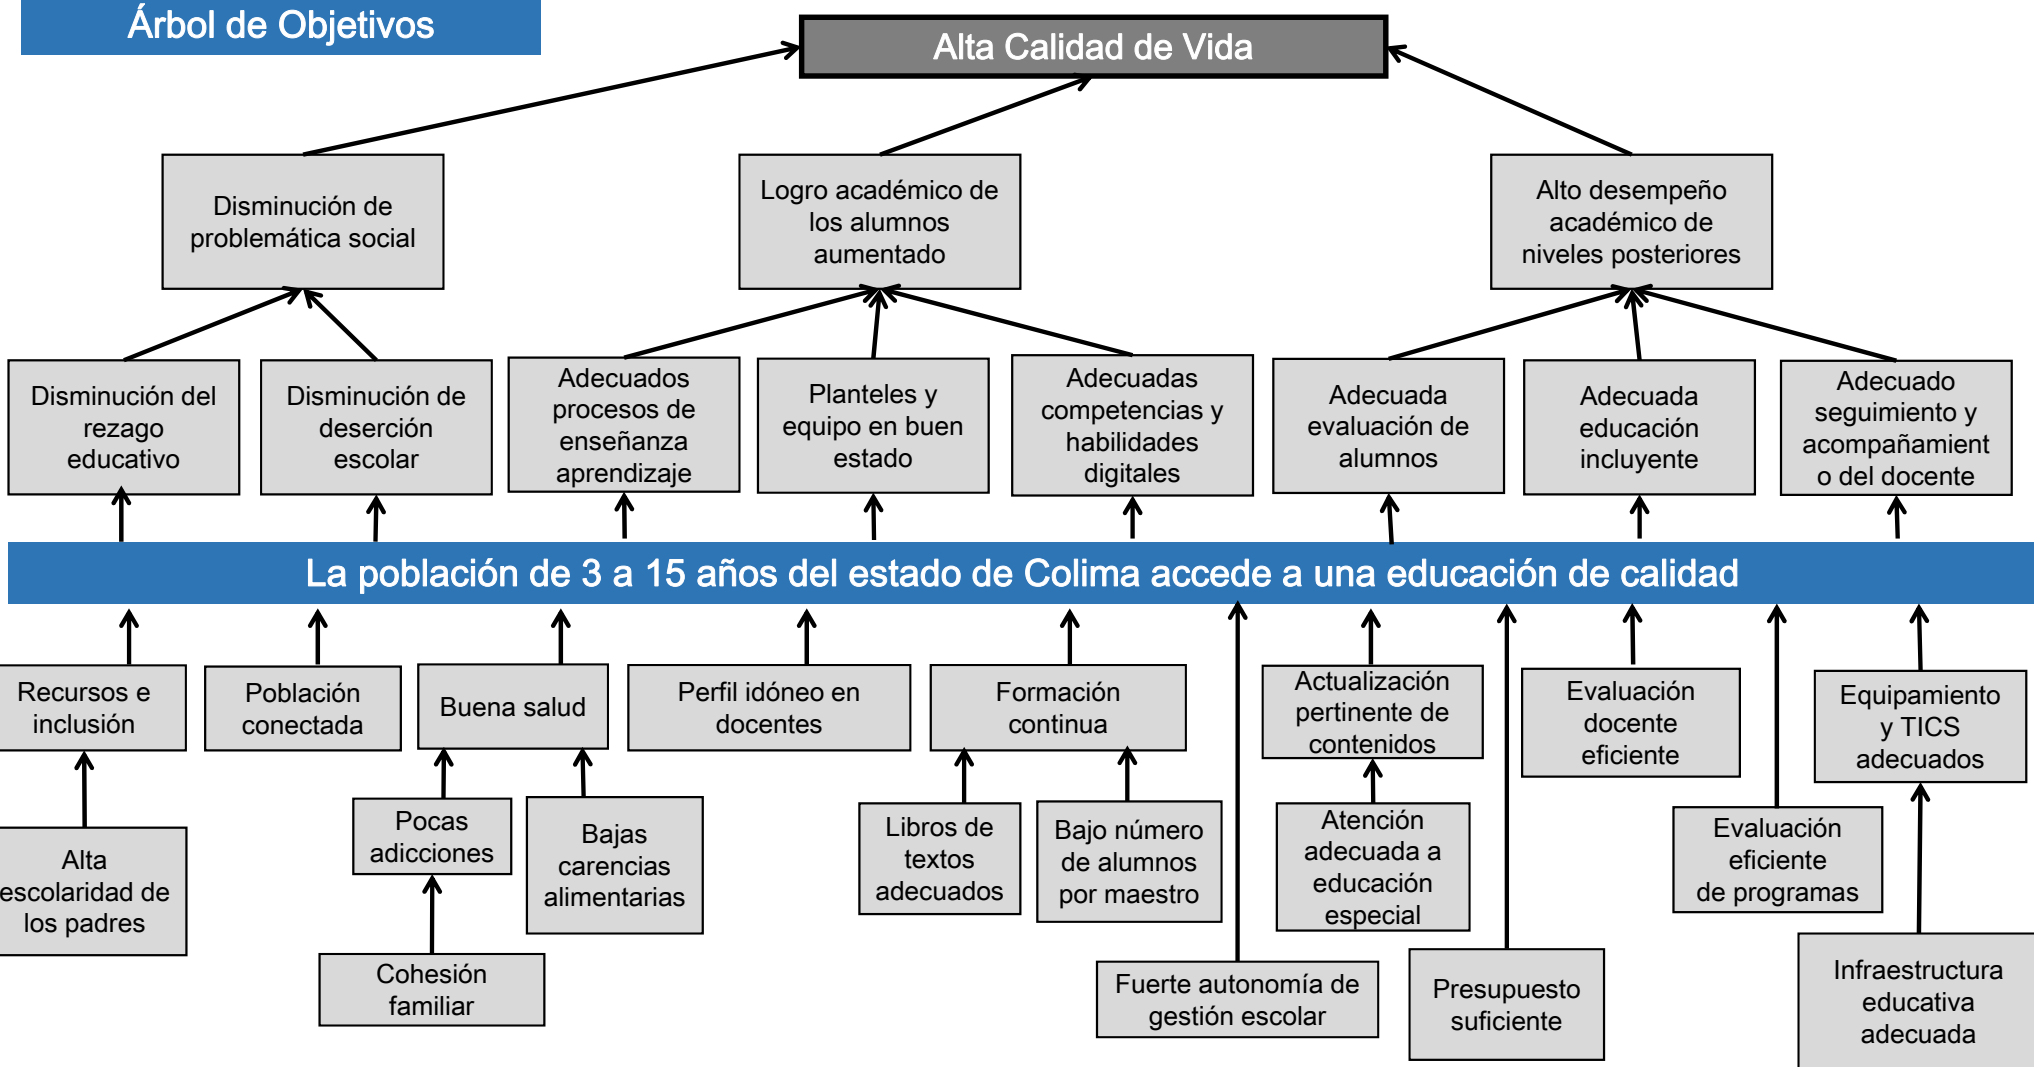 Árbol de Objetivos
Alta Calidad de Vida
Disminución de
problemática social
Logro académico de
los alumnos
aumentado
Alto desempeño
académico de
niveles posteriores
Disminución del
rezago
educativo
Disminución de
deserción
escolar
Adecuados
procesos de
enseñanza
aprendizaje
Planteles y
equipo en buen
estado
Adecuadas
competencias y
habilidades
digitales
Adecuada
evaluación de
alumnos
Adecuada
educación
incluyente
Adecuado
seguimiento y
acompañamient
o del docente
La población de 3 a 15 años del estado de Colima accede a una educación de calidad
Recursos e
inclusión
Población
conectada
Buena salud
Perfil idóneo en
docentes
Formación
continua
Actualización
pertinente de
contenidos
Evaluación
docente
eficiente
Equipamiento
y TICS
adecuados
Alta
escolaridad de
los padres
Pocas
adicciones
Bajas
carencias
alimentarias
Libros de
textos
adecuados
Bajo número
de alumnos
por maestro
Atención
adecuada a
educación
especial
Evaluación
eficiente
de programas
Cohesión
familiar
Fuerte autonomía de
gestión escolar
Presupuesto
suficiente
Infraestructura
educativa
adecuada